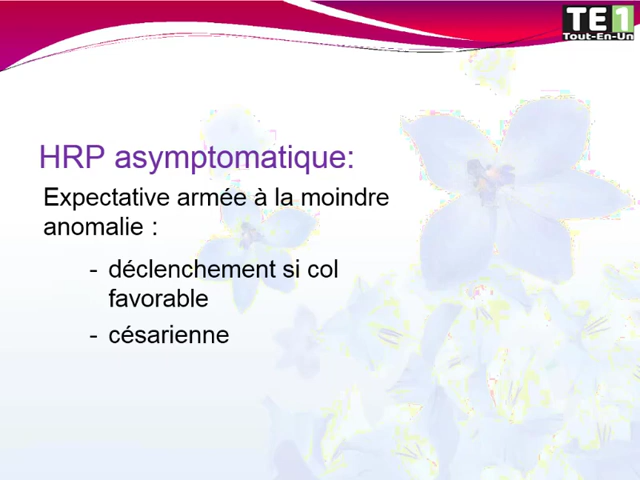 TE1
Tout-En-Un
HRP asymptomatique:
Expectative armée à la moindre
anomalie :
- déclenchement si col
favorable
- césarienne